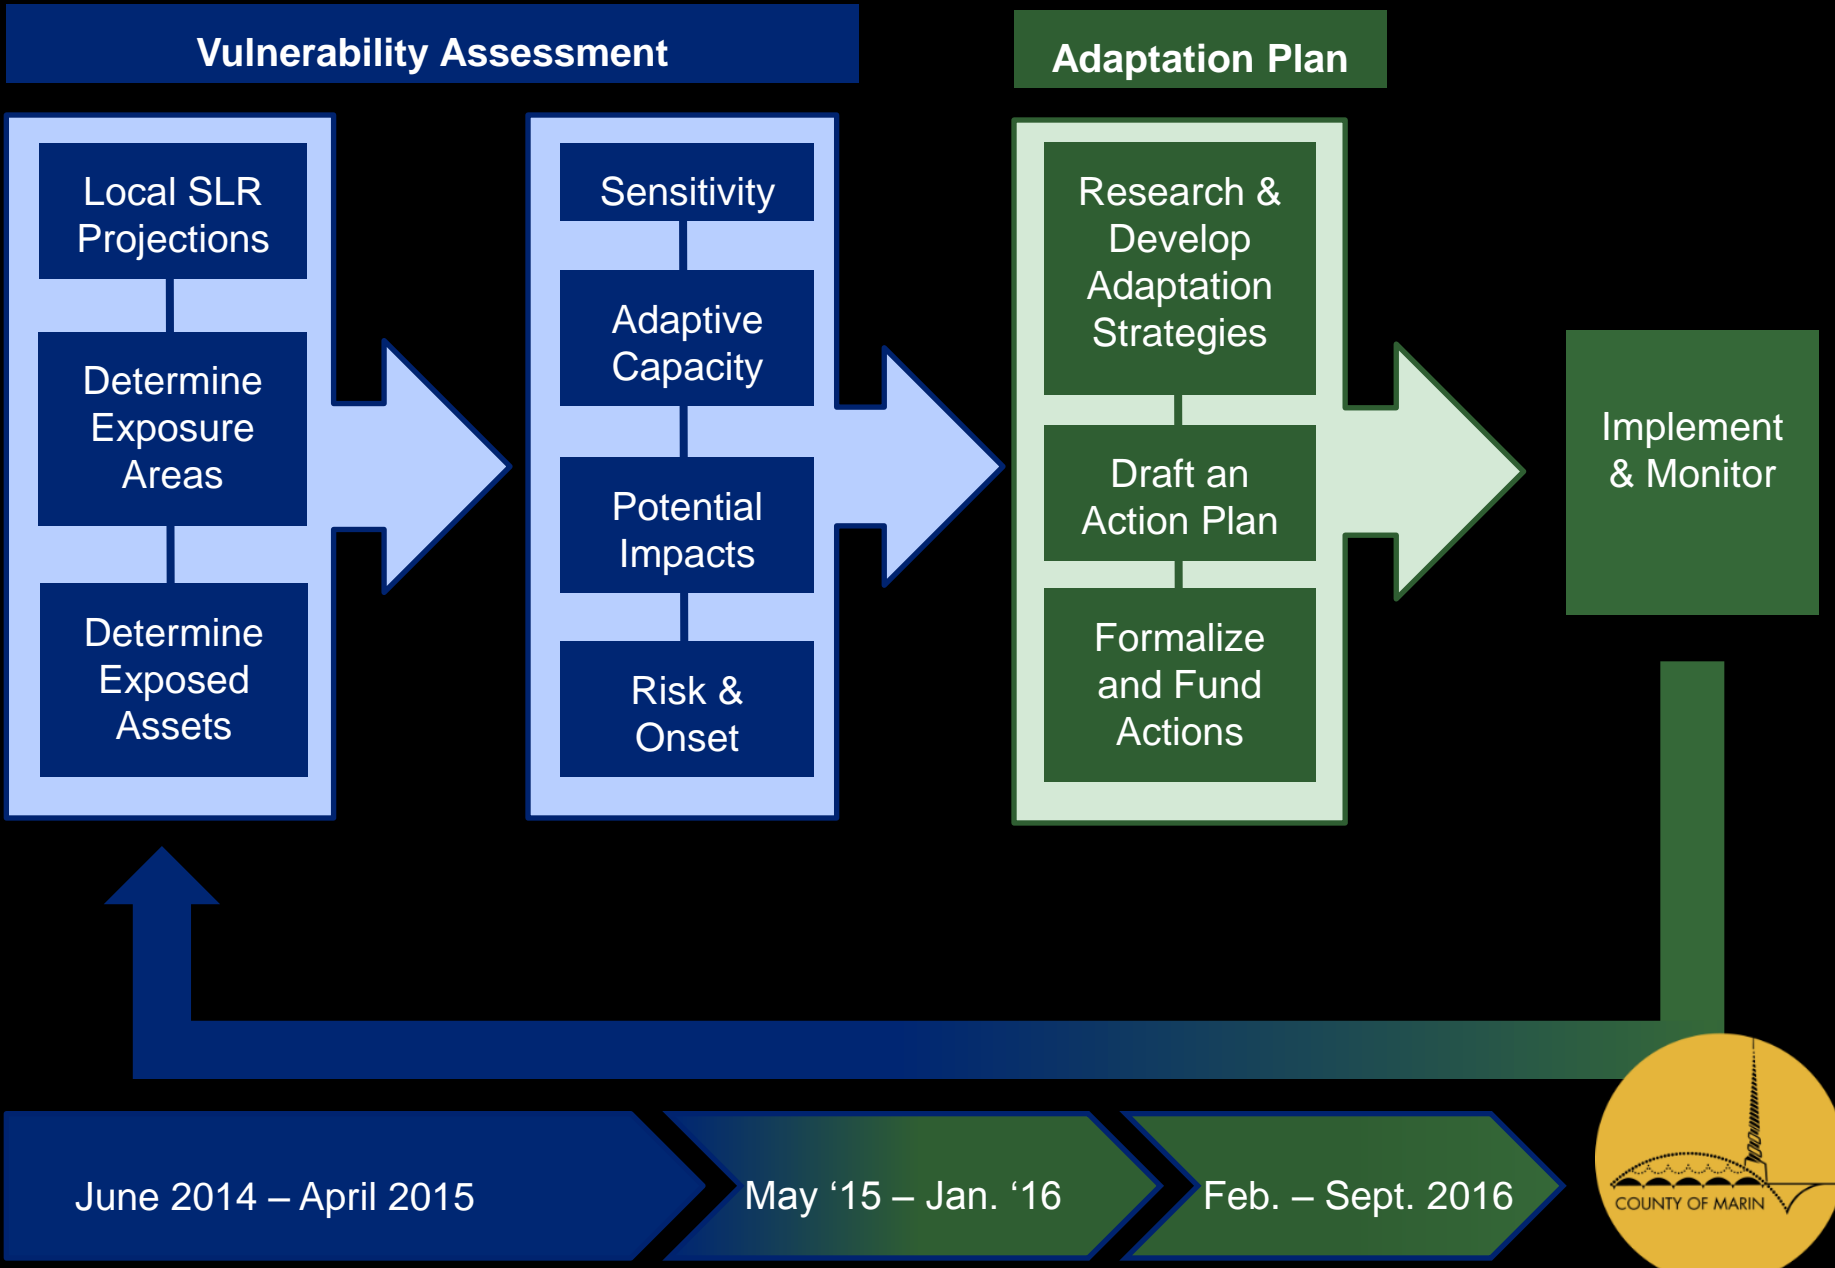 Vulnerability Assessment
Adaptation Plan
Local SLR
Projections
Determine
Exposure
Areas
Determine
Exposed
Assets
Sensitivity
Adaptive
Capacity
Potential
Impacts
Risk &
Onset
Research &
Develop
Adaptation
Strategies
Draft an
Action Plan
Formalize
and Fund
Actions
Implement
& Monitor
June 2014 – April 2015
May ‘15 – Jan. ‘16
Feb. – Sept. 2016
COUNTY OF MARIN